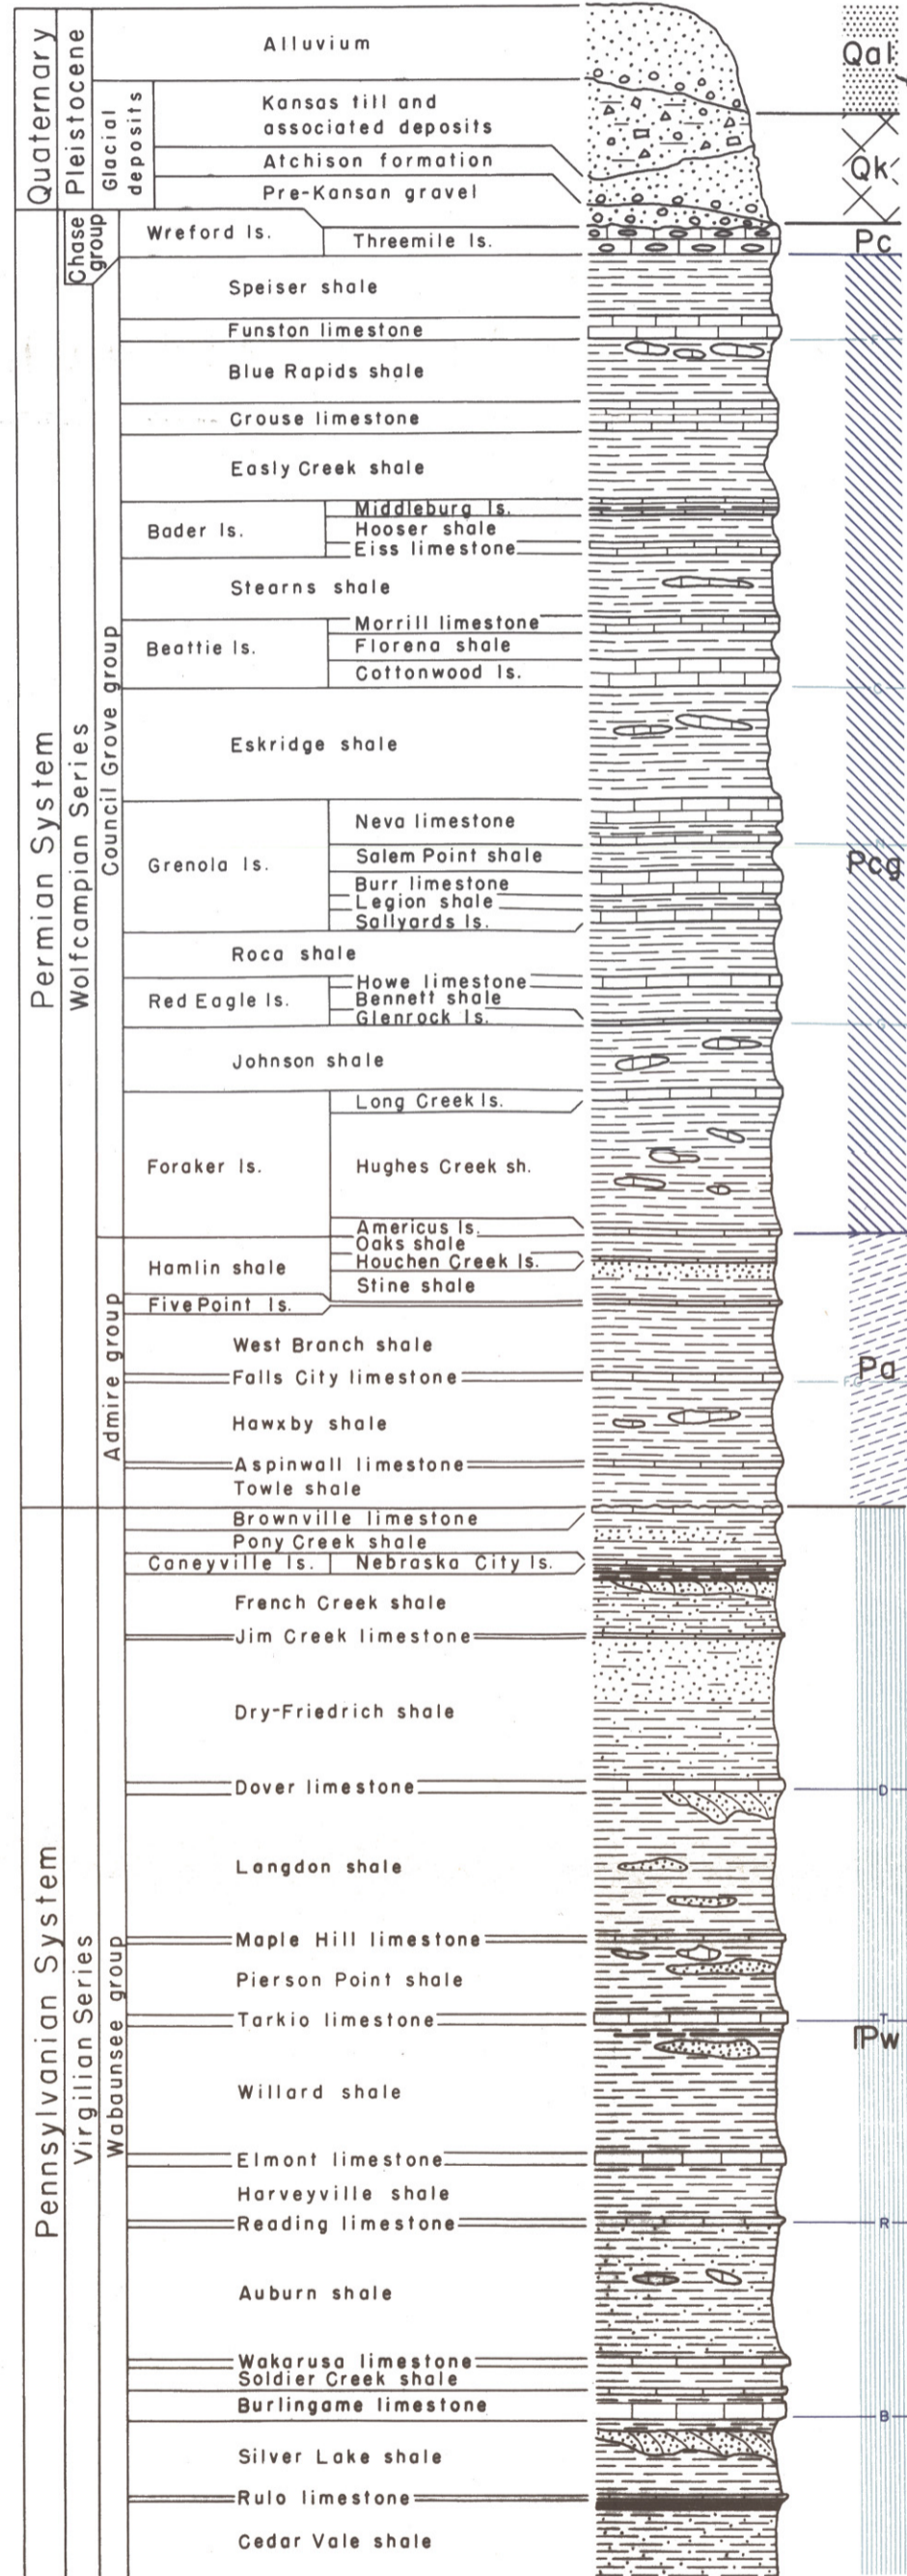 Quaternary
Pleistocene
Glacial
deposits
Alluvium
Kansas till and
associated deposits
Atchison formation
Pre-Kansan gravel
Qal
Qk
Permian System
Wolfcampian Series
Chase
group
Wreford ls.
Threemile ls.
Pc
Council Grove group
Speiser shale
Funston limestone
F
Blue Rapids shale
Crouse limestone
Easly Creek shale
Bader ls.
Middleburg ls.
Hooser shale
Eiss limestone
Stearns shale
Beattie ls.
Morrill limestone
Florena shale
Cottonwood ls.
C
Eskridge shale
Grenola ls.
Neva limestone
N
Salem Point shale
Burr limestone
Legion shale
Sallyards ls.
Pcg
Roca shale
Red Eagle ls.
Howe limestone
Bennett shale
Glenrock ls.
G
Johnson shale
Foraker ls.
Long Creek ls.
Hughes Creek sh.
Americus ls.
Admire group
Hamlin shale
Oaks shale
Houchen Creek ls.
Stine shale
Five Point ls.
West Branch shale
Pa
Falls City limestone
F.C.
Hawxby shale
Aspinwall limestone
Towle shale
Pennsylvanian System
Virgilian Series
Wabaunsee group
Brownville limestone
Pony Creek shale
Caneyville ls.
Nebraska City ls.
French Creek shale
Jim Creek limestone
Dry-Friedrich shale
Dover limestone
D
Langdon shale
Maple Hill limestone
Pierson Point shale
Tarkio limestone
T
IPw
Willard shale
Elmont limestone
Harveyville shale
Reading limestone
R
Auburn shale
Wakarusa limestone
Soldier Creek shale
Burlingame limestone
B
Silver Lake shale
Rulo limestone
Cedar Vale shale